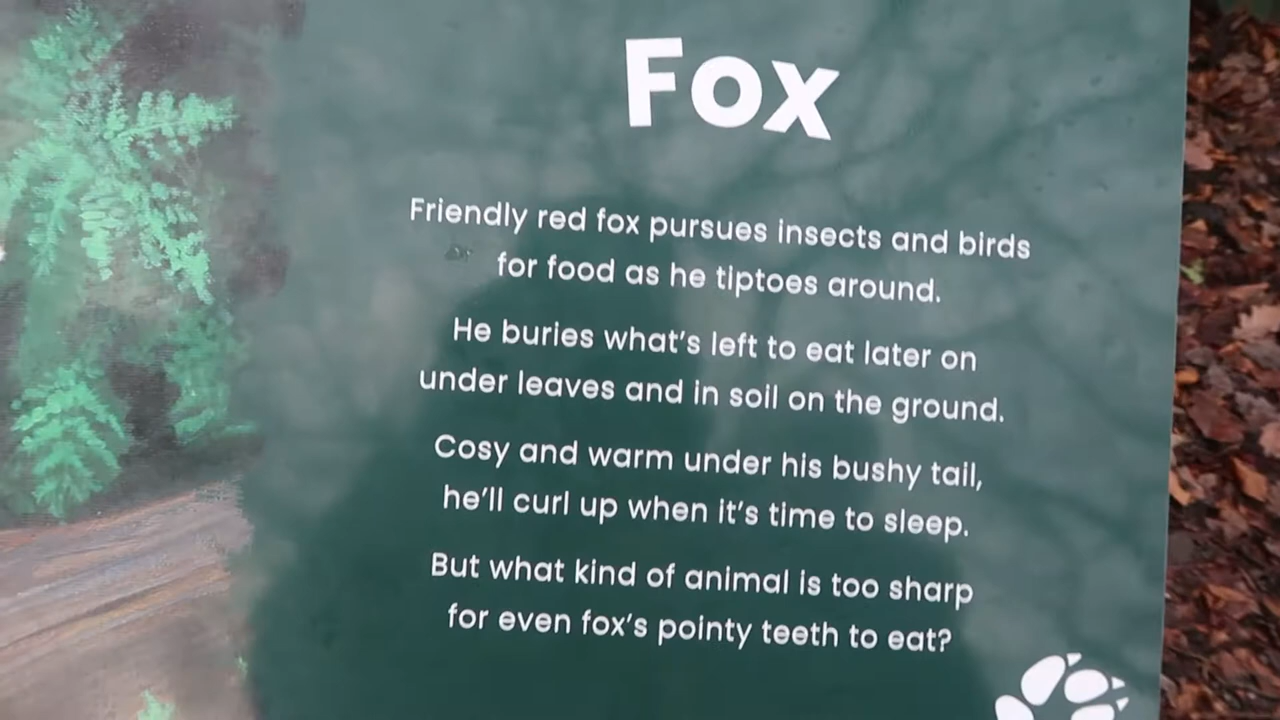 Fox
Friendly red fox pursues insects and birds
for food as he tiptoes around.
He buries what's left to eat later on
under leaves and in soil on the ground.
Cosy and warm under his bushy tail,
he'll curl up when it's time to sleep.
But what kind of animal is too sharp
for even fox's pointy teeth to eat?